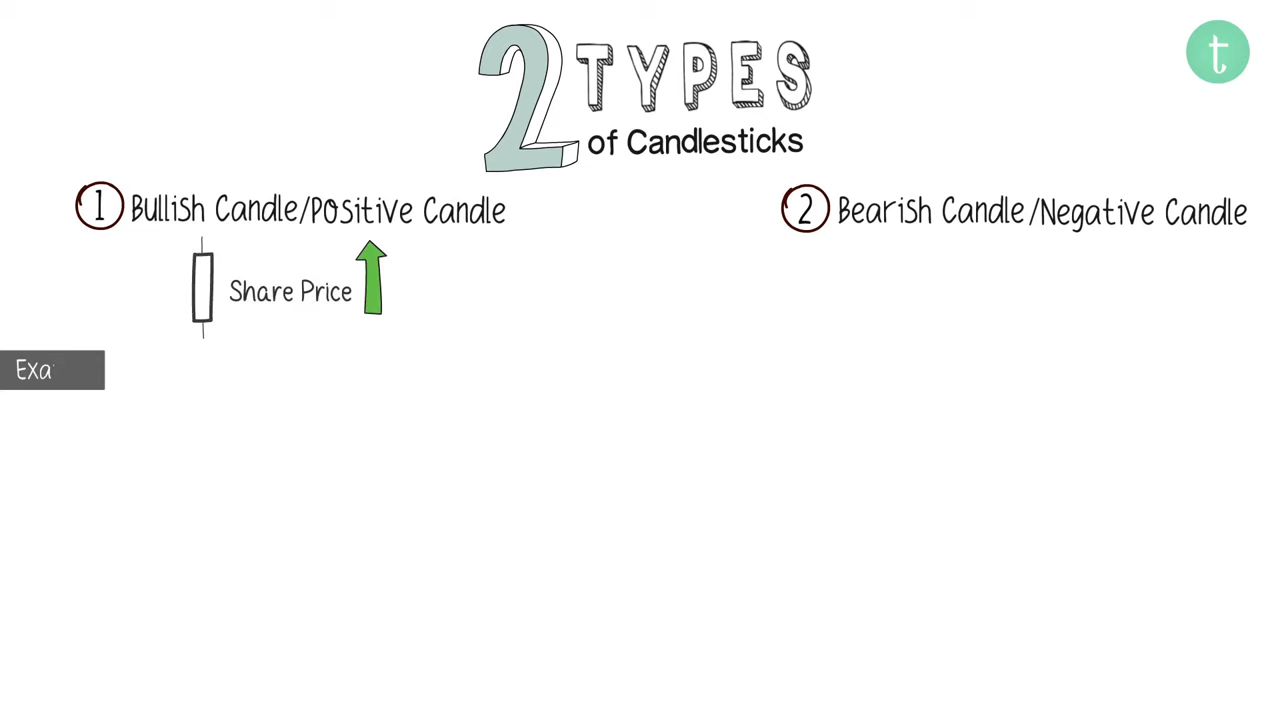 2 TYPES
of Candlesticks
t
1 Bullish Candle/Positive Candle
2 Bearish Candle/Negative Candle
Share Price
Exa